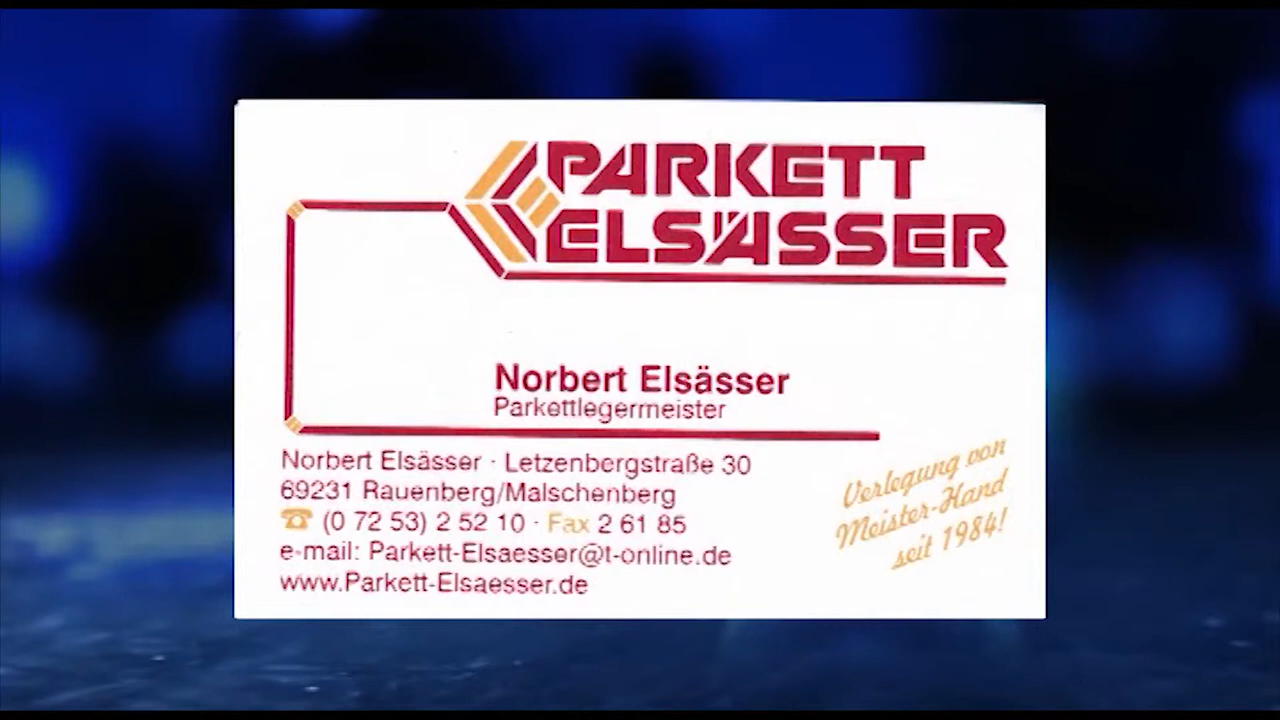 PARKETT
ELSÄSSER
Norbert Elsässer
Parkettlegermeister
Norbert Elsässer · Letzenbergstraße 30
69231 Rauenberg/Malschenberg
☎ (0 72 53) 2 52 10 · Fax 2 61 85
e-mail: Parkett-Elsaesser@t-online.de
www.Parkett-Elsaesser.de
Verlegung von
Meister-Hand
seit 1984!